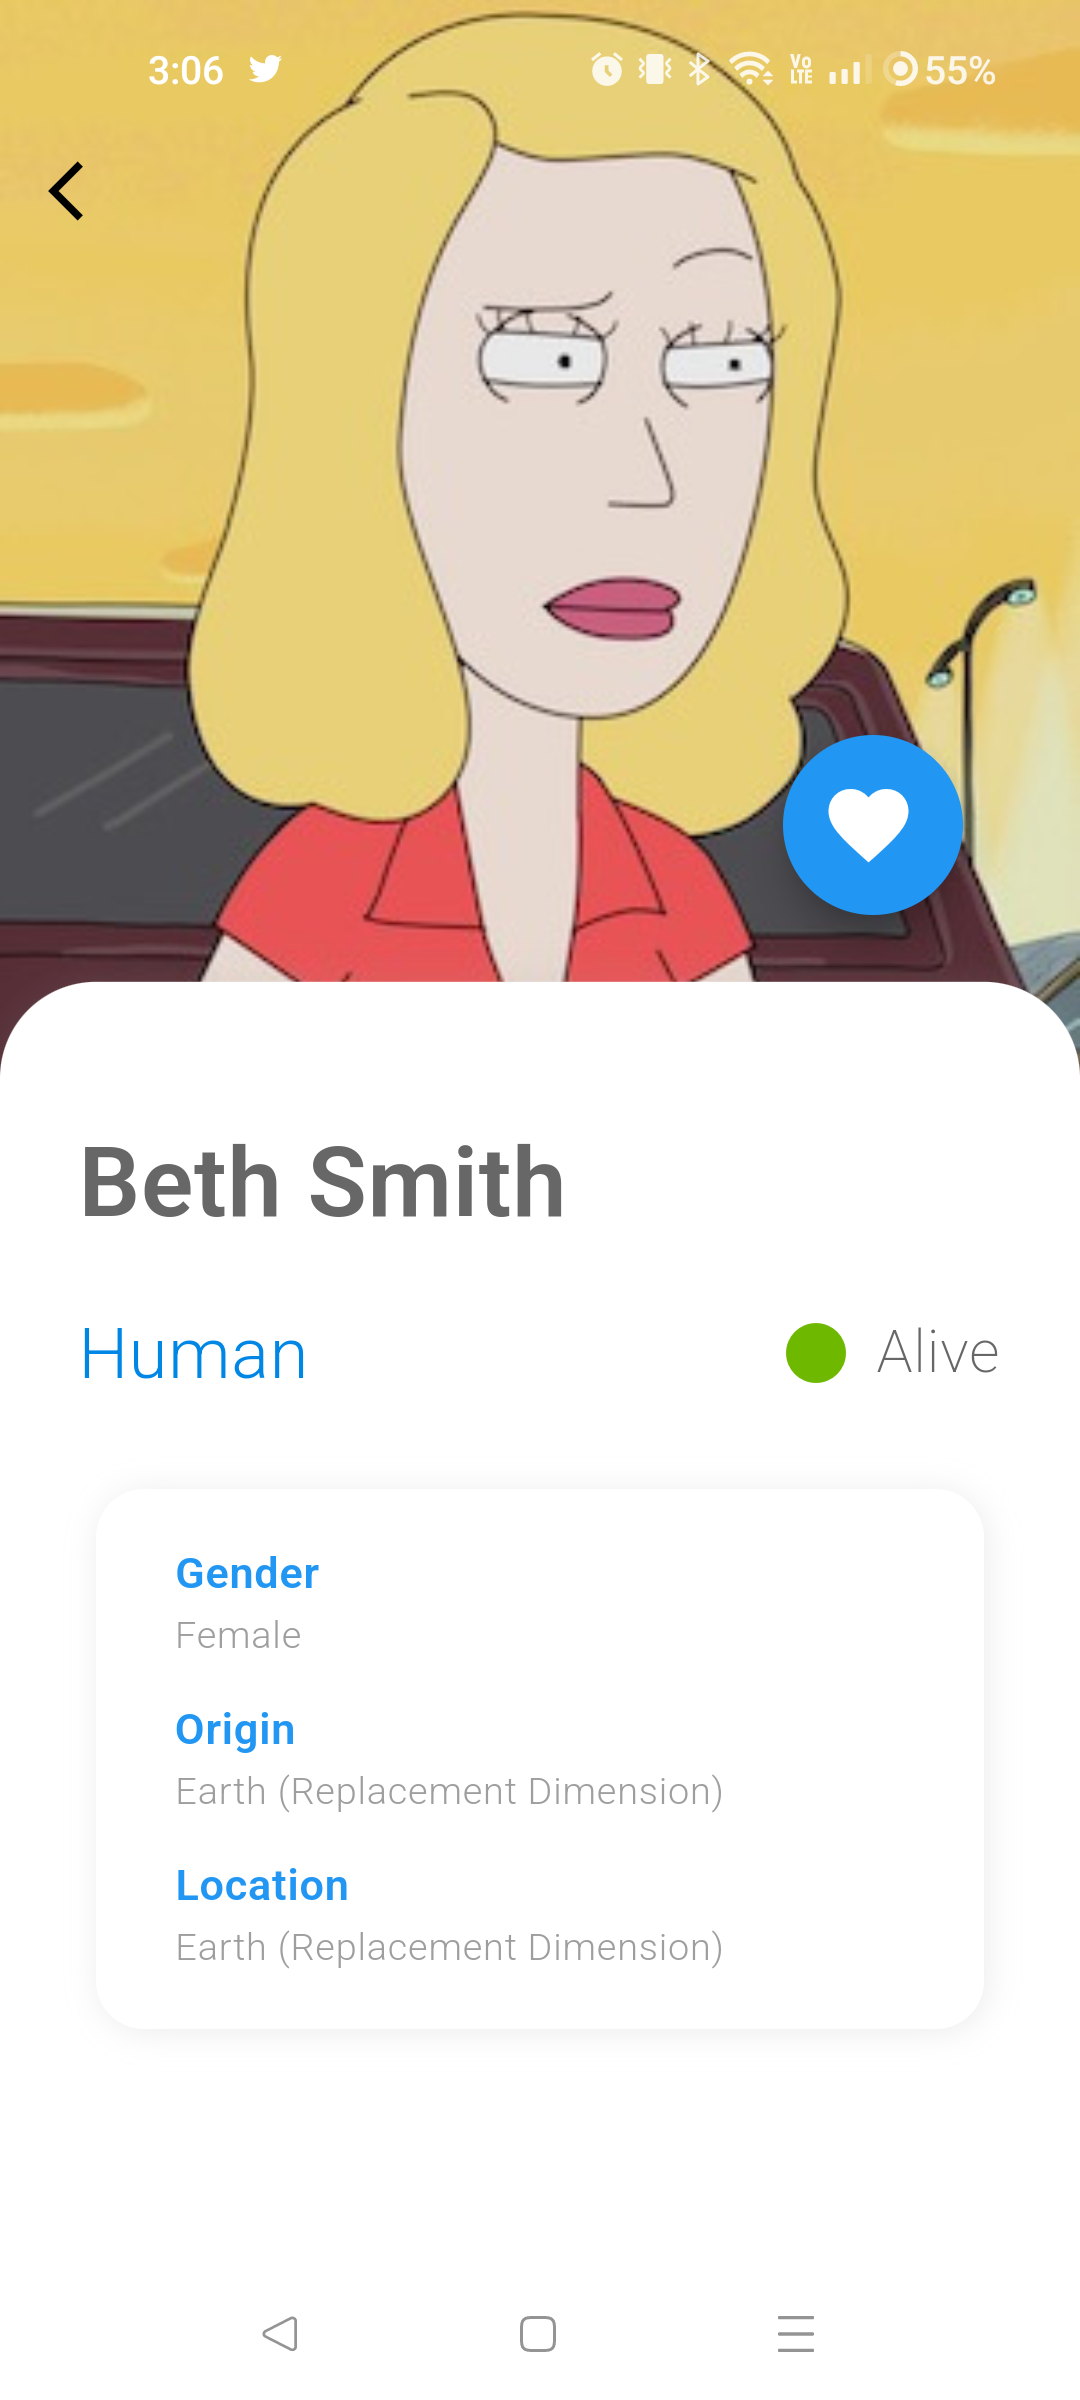 3:06 Vo LTE 55%
Beth Smith
Human Alive
Gender
Female
Origin
Earth (Replacement Dimension)
Location
Earth (Replacement Dimension)